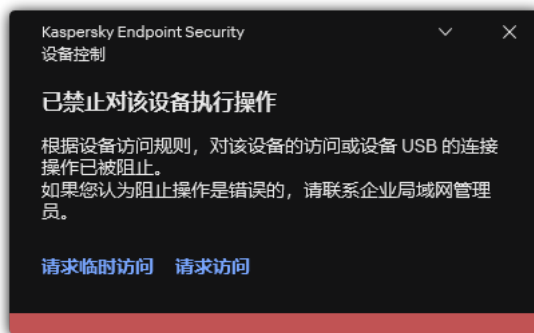 Kaspersky Endpoint Security
设备控制
已禁止对该设备执行操作
根据设备访问规则，对该设备的访问或设备 USB 的连接
操作已被阻止。
如果您认为阻止操作是错误的，请联系企业局域网管理
员。
请求临时访问 请求访问